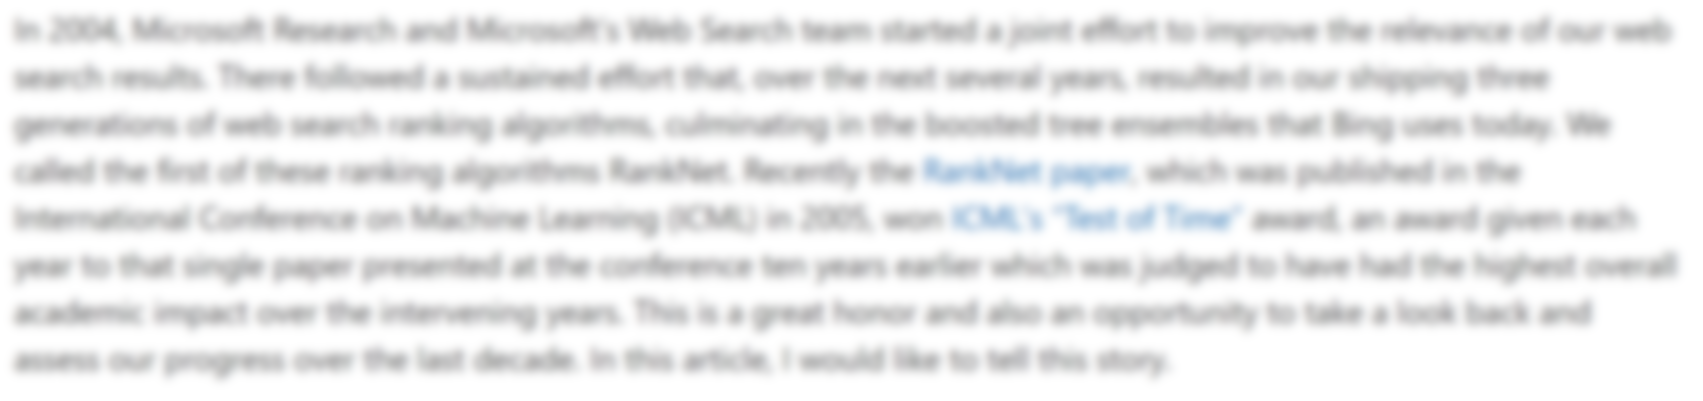 In 2004, Microsoft Research and Microsoft's Web Search team started a joint effort to improve the relevance of our web
search results. There followed a sustained effort that, over the next several years, resulted in our shipping three
generations of web search ranking algorithms, culminating in the boosted tree ensembles that Bing uses today. We
called the first of these ranking algorithms RankNet. Recently the RankNet paper, which was published in the
International Conference on Machine Learning (ICML) in 2005, won ICML's "Test of Time" award, an award given each
year to that single paper presented at the conference ten years earlier which was judged to have had the highest overall
academic impact over the intervening years. This is a great honor and also an opportunity to take a look back and
assess our progress over the last decade. In this article, I would like to tell this story.